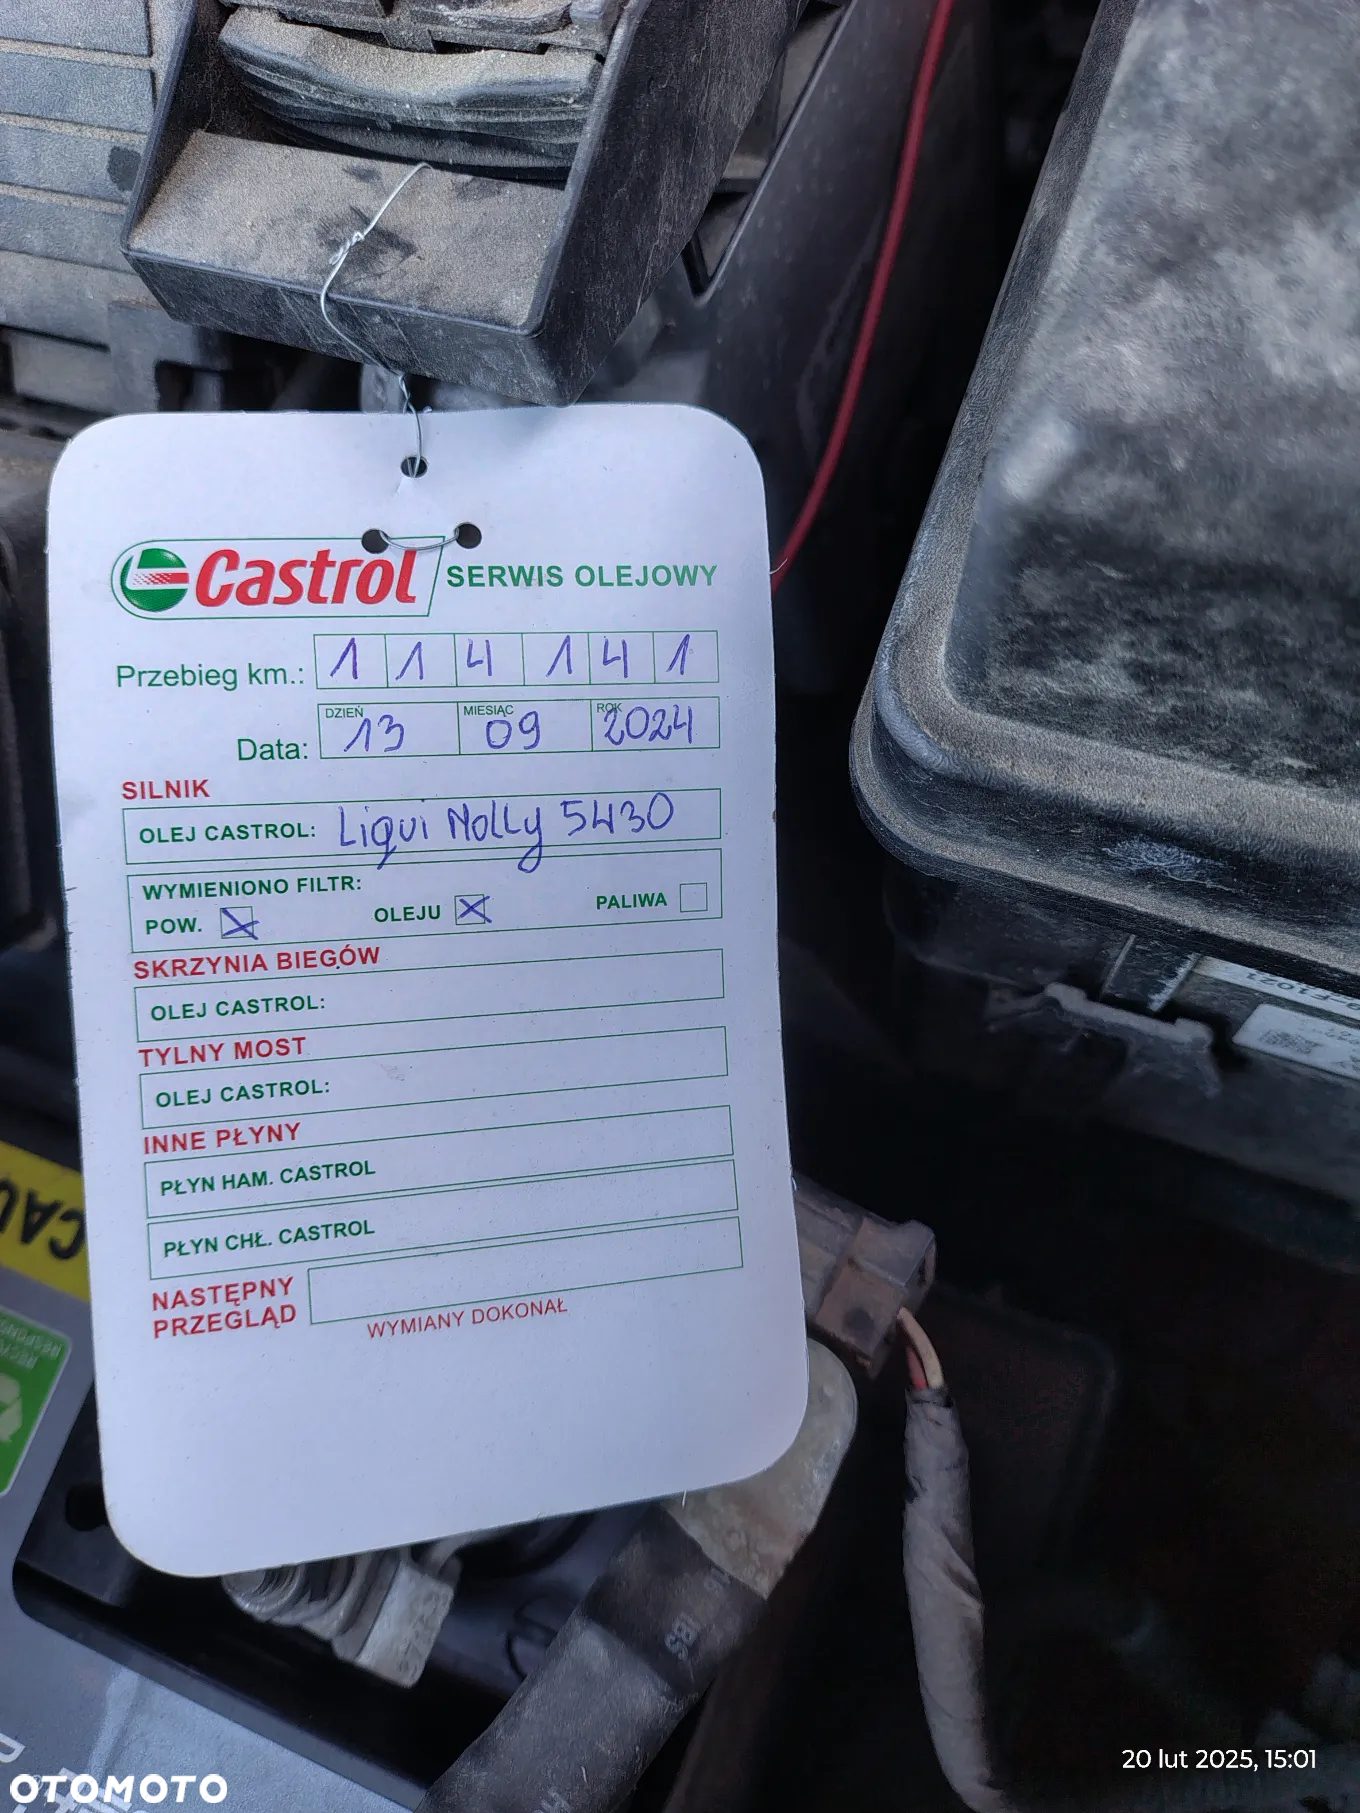 Castrol SERWIS OLEJOWY
Przebieg km.: 1 1 4 1 4 1
DZIEŃ MIESIĄC ROK
Data: 13 09 2024
SILNIK
OLEJ CASTROL: Liqui Molly 5W30
WYMIENIONO FILTR:
POW. OLEJU PALIWA
SKRZYNIA BIEGÓW
OLEJ CASTROL:
TYLNY MOST
OLEJ CASTROL:
INNE PŁYNY
PŁYN HAM. CASTROL
PŁYN CHŁ. CASTROL
NASTĘPNY
PRZEGLĄD
WYMIANY DOKONAŁ
CAU
20 lut 2025, 15:01
OTOMOTO